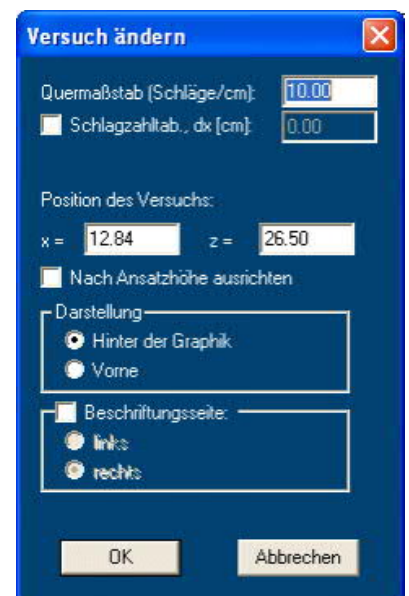 Versuch ändern
Quermaßstab (Schläge/cm): 10.00
Schlagzahltab., dx [cm]: 0.00
Position des Versuchs:
x = 12.84 z = 26.50
Nach Ansatzhöhe ausrichten
Darstellung
Hinter der Graphik
Vorne
Beschriftungsseite:
links
rechts
OK Abbrechen